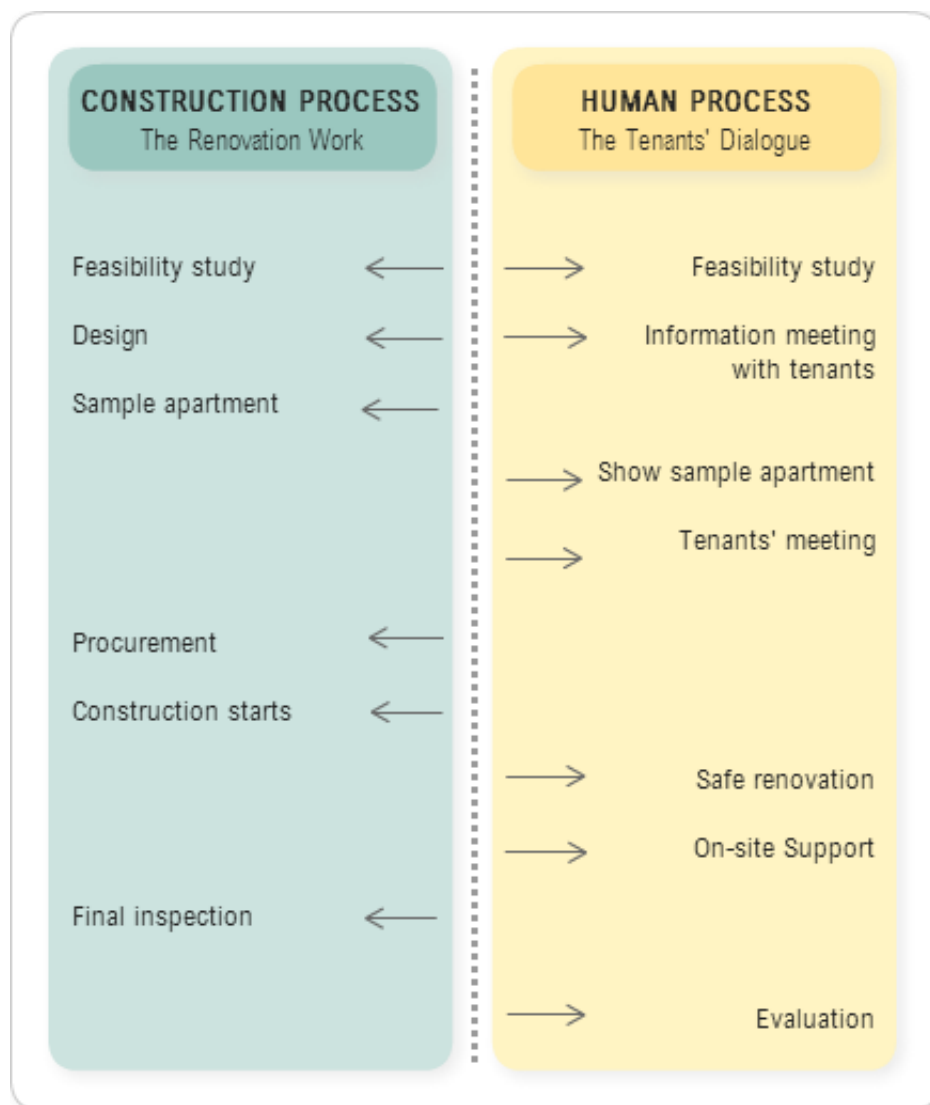 CONSTRUCTION PROCESS
The Renovation Work
Feasibility study
Design
Sample apartment
Procurement
Construction starts
Final inspection
HUMAN PROCESS
The Tenants' Dialogue
Feasibility study
Information meeting
with tenants
Show sample apartment
Tenants' meeting
Safe renovation
On-site Support
Evaluation